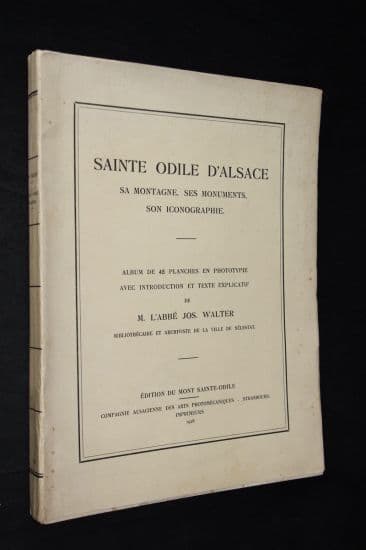 SAINTE ODILE D'ALSACE
SA MONTAGNE, SES MONUMENTS,
SON ICONOGRAPHIE.
ALBUM DE 48 PLANCHES EN PHOTOTYPIE
AVEC INTRODUCTION ET TEXTE EXPLICATIF
DE
M. L'ABBÉ JOS. WALTER
BIBLIOTHÉCAIRE ET ARCHIVISTE DE LA VILLE DE SÉLESTAT.
ÉDITION DU MONT SAINTE-ODILE
COMPAGNIE ALSACIENNE DES ARTS PHOTOMÉCANIQUES . STRASBOURG
IMPRIMEURS